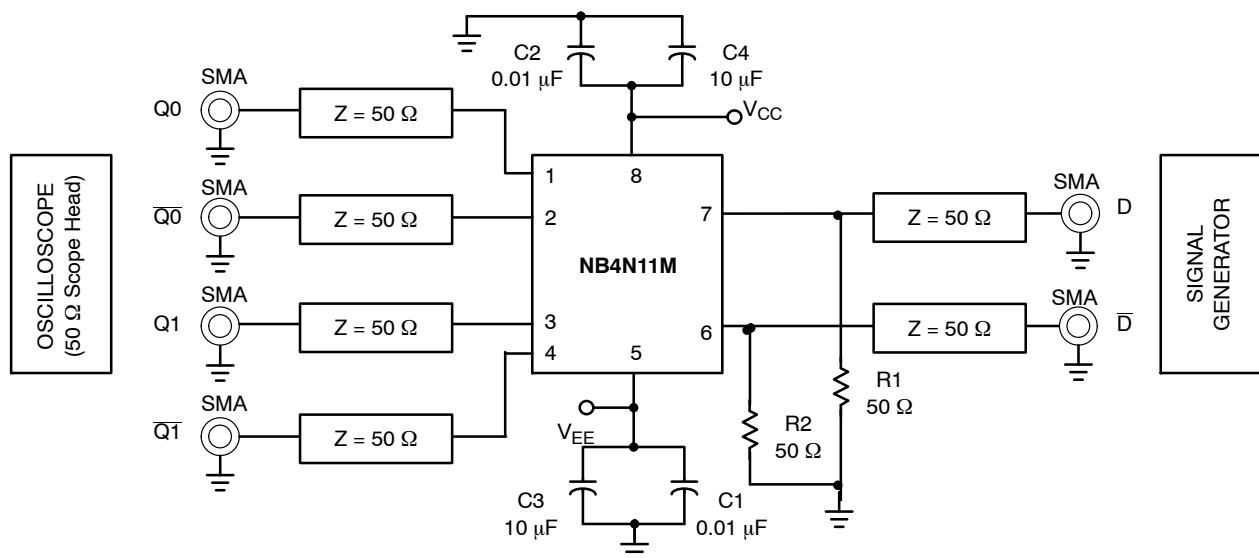 OSCILLOSCOPE
(50 Ω Scope Head)
Q0
SMA
Z = 50 Ω
Q̅0̅
SMA
Z = 50 Ω
Q1
SMA
Z = 50 Ω
Q̅1̅
SMA
Z = 50 Ω
C2
0.01 μF
C4
10 μF
VCC
1
2
3
4
8
7
6
5
NB4N11M
VEE
C3
10 μF
C1
0.01 μF
Z = 50 Ω
SMA
D
Z = 50 Ω
SMA
D̅
R1
50 Ω
R2
50 Ω
SIGNAL
GENERATOR